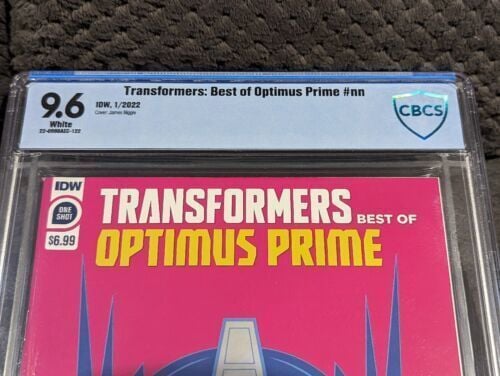 Transformers: Best of Optimus Prime #nn
9.6
White
IDW, 1/2022
Cover James Biggie
CBCS
IDW
ONE
SHOT
$6.99
TRANSFORMERS BEST OF
OPTIMUS PRIME